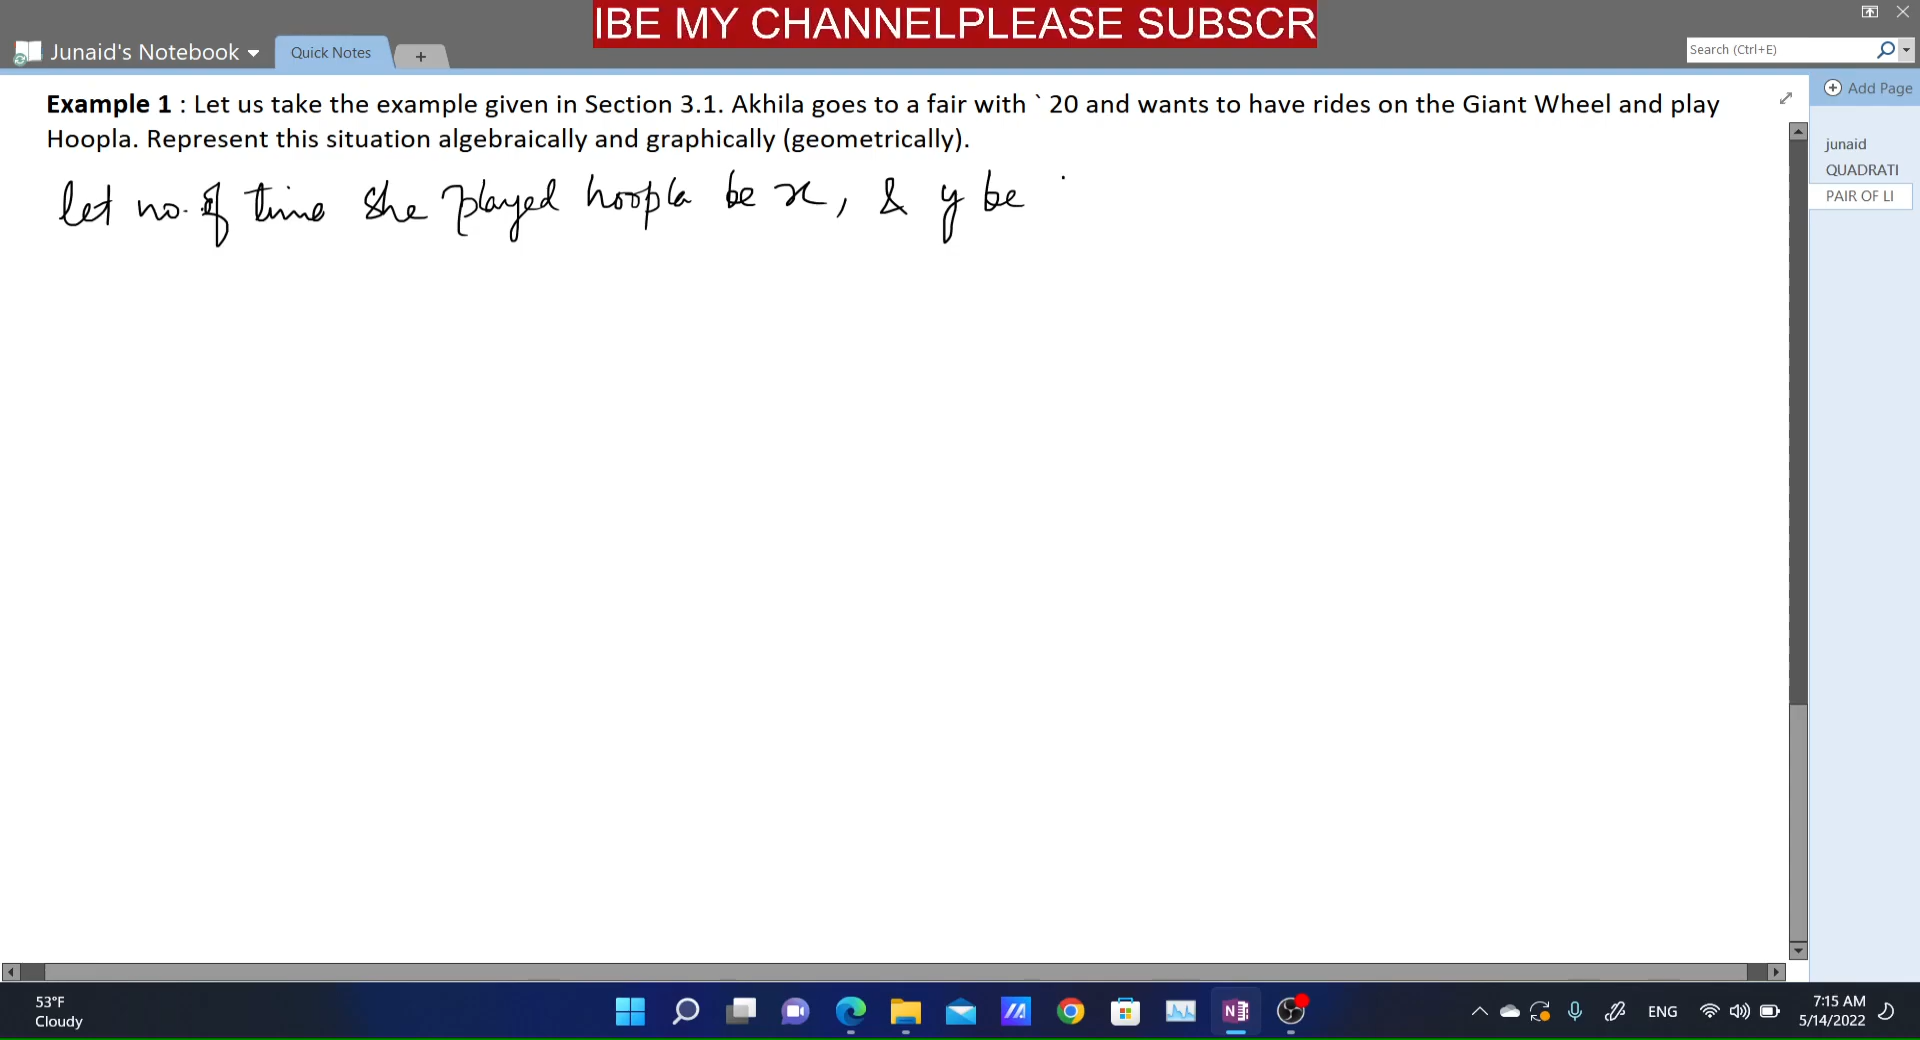 IBE MY CHANNELPLEASE SUBSCR
Junaid's Notebook
Quick Notes
+
Search (Ctrl+E)
Example 1 : Let us take the example given in Section 3.1. Akhila goes to a fair with ` 20 and wants to have rides on the Giant Wheel and play
Hoopla. Represent this situation algebraically and graphically (geometrically).
let no. of time she played hoopla be x, & y be
Add Page
junaid
QUADRATI
PAIR OF LI
53°F
Cloudy
ENG
7:15 AM
5/14/2022